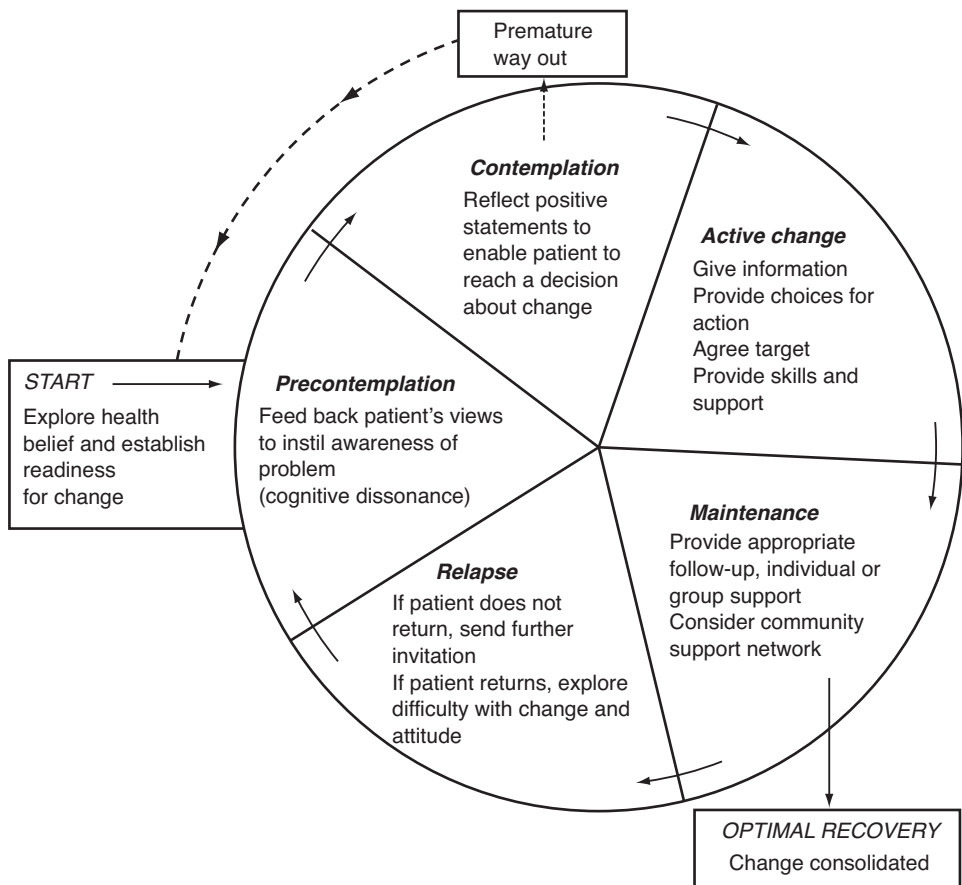 Premature
way out
Contemplation
Reflect positive
statements to
enable patient to
reach a decision
about change
Active change
Give information
Provide choices for
action
Agree target
Provide skills and
support
START
Explore health
belief and establish
readiness
for change
Precontemplation
Feed back patient's views
to instil awareness of
problem
(cognitive dissonance)
Maintenance
Provide appropriate
follow-up, individual or
group support
Consider community
support network
Relapse
If patient does not
return, send further
invitation
If patient returns, explore
difficulty with change and
attitude
OPTIMAL RECOVERY
Change consolidated